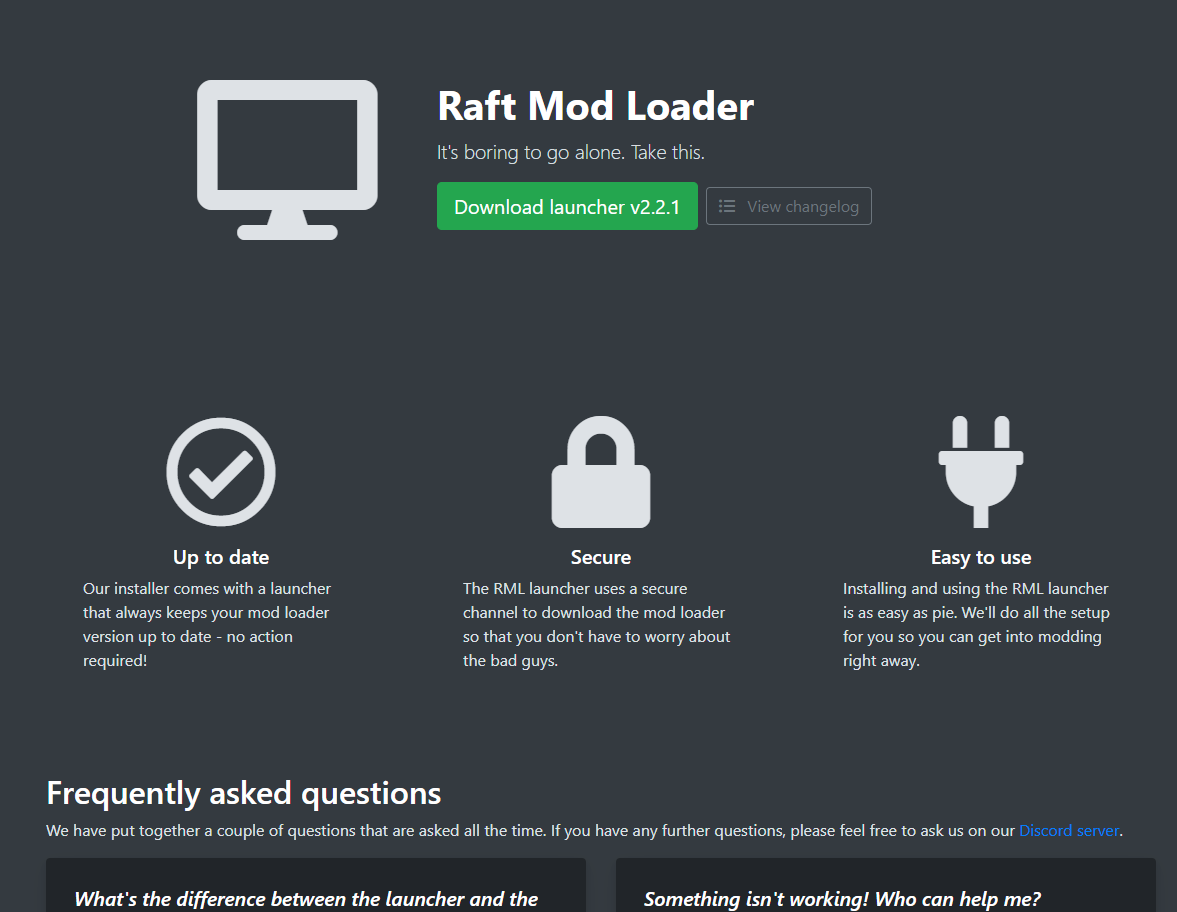 Raft Mod Loader
It's boring to go alone. Take this.
Download launcher v2.2.1
View changelog
Up to date
Our installer comes with a launcher
that always keeps your mod loader
version up to date - no action
required!
Secure
The RML launcher uses a secure
channel to download the mod loader
so that you don't have to worry about
the bad guys.
Easy to use
Installing and using the RML launcher
is as easy as pie. We'll do all the setup
for you so you can get into modding
right away.
Frequently asked questions
We have put together a couple of questions that are asked all the time. If you have any further questions, please feel free to ask us on our Discord server.
What's the difference between the launcher and the
Something isn't working! Who can help me?